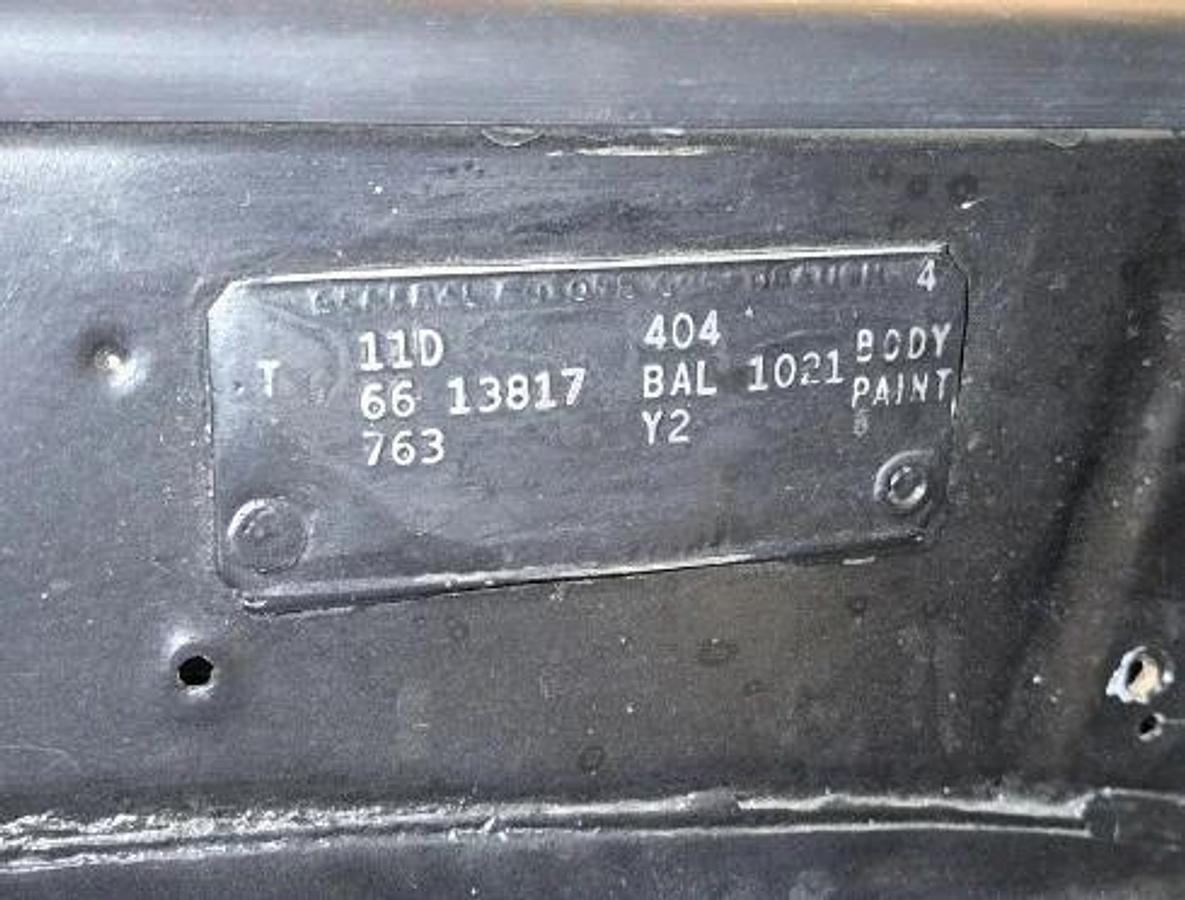 4
11D 404
T 66 13817 BAL 1021 BODY
763 Y2 PAINT